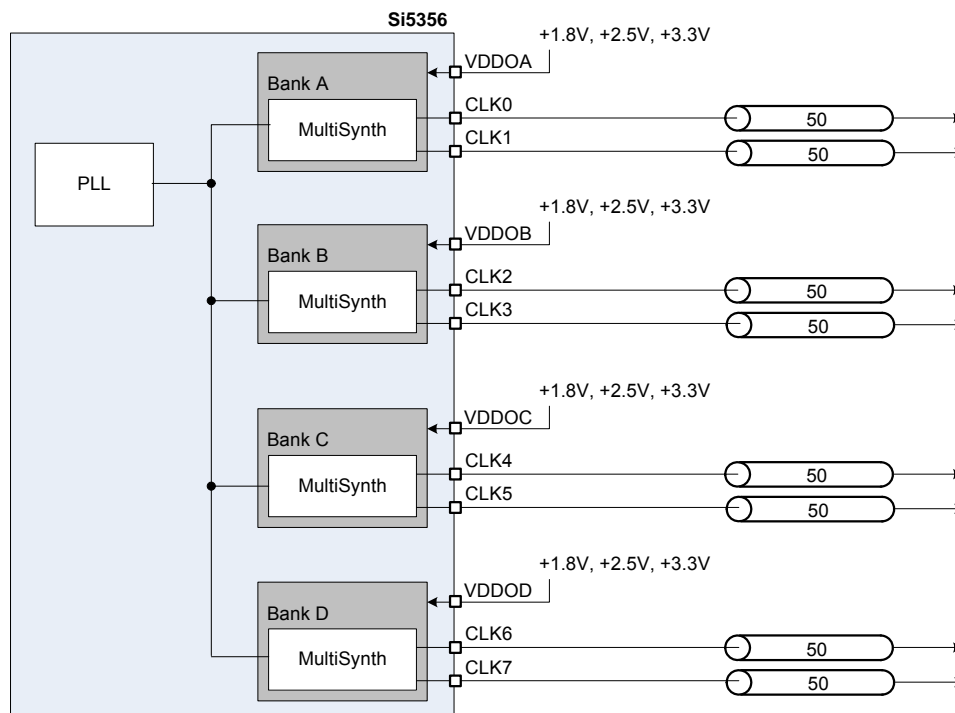 Si5356
+1.8V, +2.5V, +3.3V
VDDOA
Bank A
CLK0
MultiSynth
50
CLK1
50
PLL
+1.8V, +2.5V, +3.3V
VDDOB
Bank B
CLK2
MultiSynth
50
CLK3
50
+1.8V, +2.5V, +3.3V
VDDOC
Bank C
CLK4
MultiSynth
50
CLK5
50
+1.8V, +2.5V, +3.3V
VDDOD
Bank D
CLK6
MultiSynth
50
CLK7
50